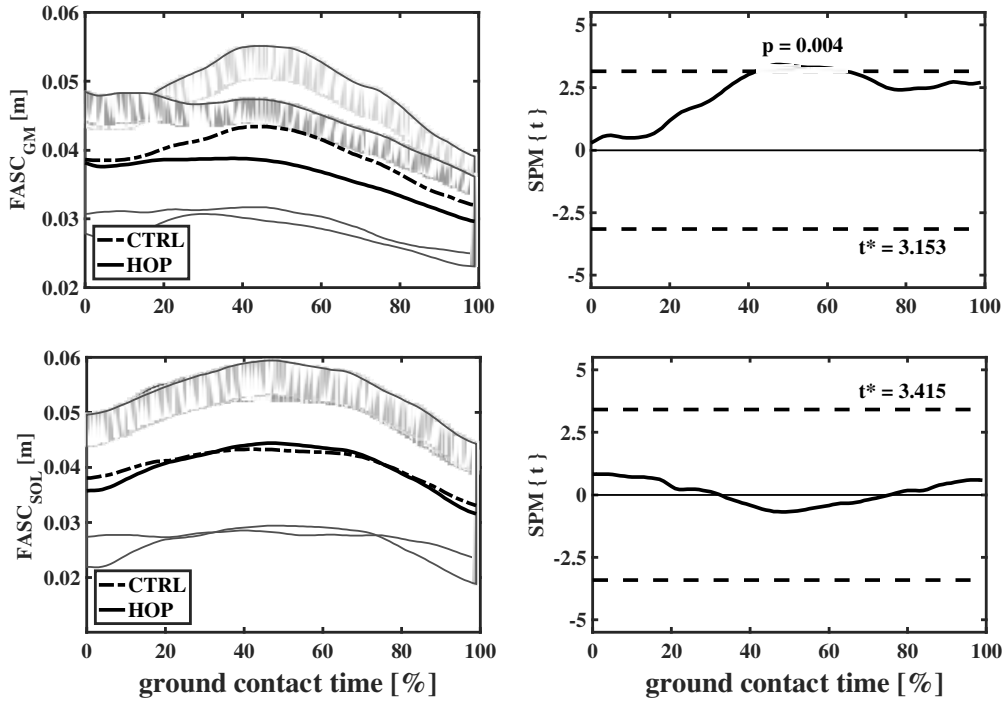 0.06
0.05
0.04
0.03
0.02
FASC_GM [m]
CTRL
HOP
0 20 40 60 80 100
5
2.5
0
-2.5
-5
SPM { t }
p = 0.004
t* = 3.153
0 20 40 60 80 100
0.06
0.05
0.04
0.03
0.02
FASC_SOL [m]
CTRL
HOP
0 20 40 60 80 100
ground contact time [%]
5
2.5
0
-2.5
-5
SPM { t }
t* = 3.415
0 20 40 60 80 100
ground contact time [%]